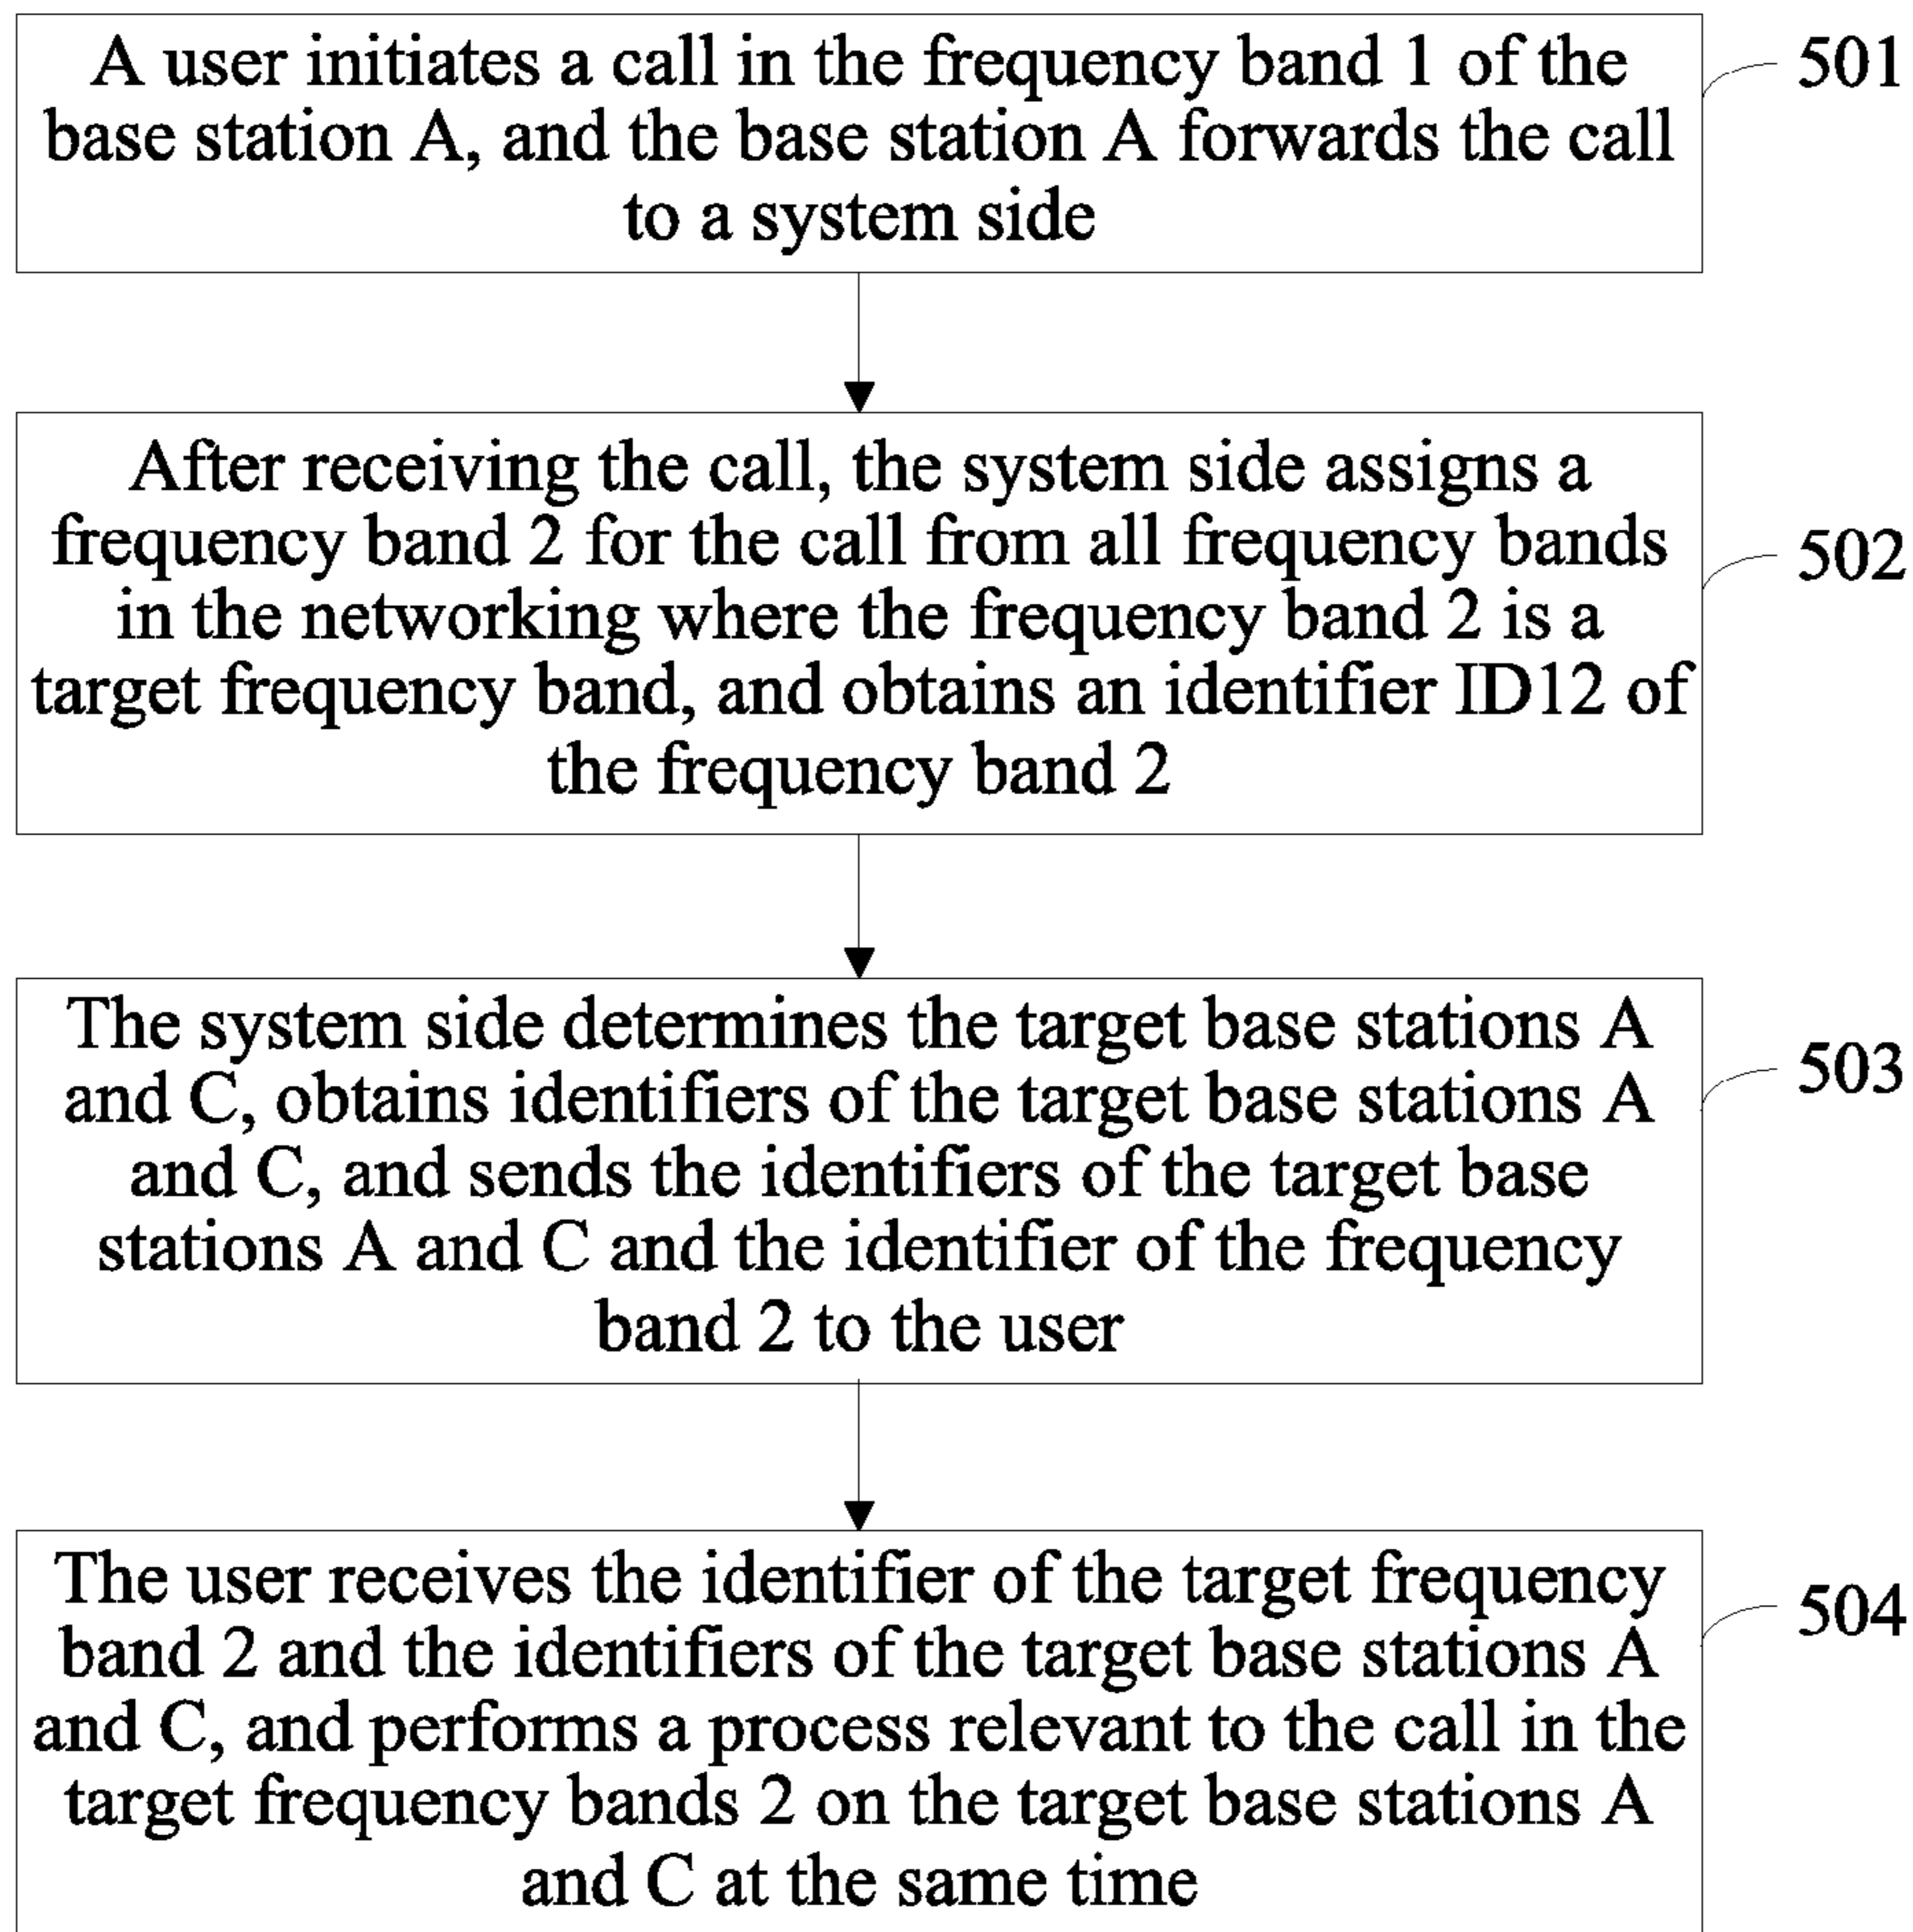 A user initiates a call in the frequency band 1 of the
base station A, and the base station A forwards the call
to a system side
501
After receiving the call, the system side assigns a
frequency band 2 for the call from all frequency bands
in the networking where the frequency band 2 is a
target frequency band, and obtains an identifier ID12 of
the frequency band 2
502
The system side determines the target base stations A
and C, obtains identifiers of the target base stations A
and C, and sends the identifiers of the target base
stations A and C and the identifier of the frequency
band 2 to the user
503
The user receives the identifier of the target frequency
band 2 and the identifiers of the target base stations A
and C, and performs a process relevant to the call in the
target frequency bands 2 on the target base stations A
and C at the same time
504